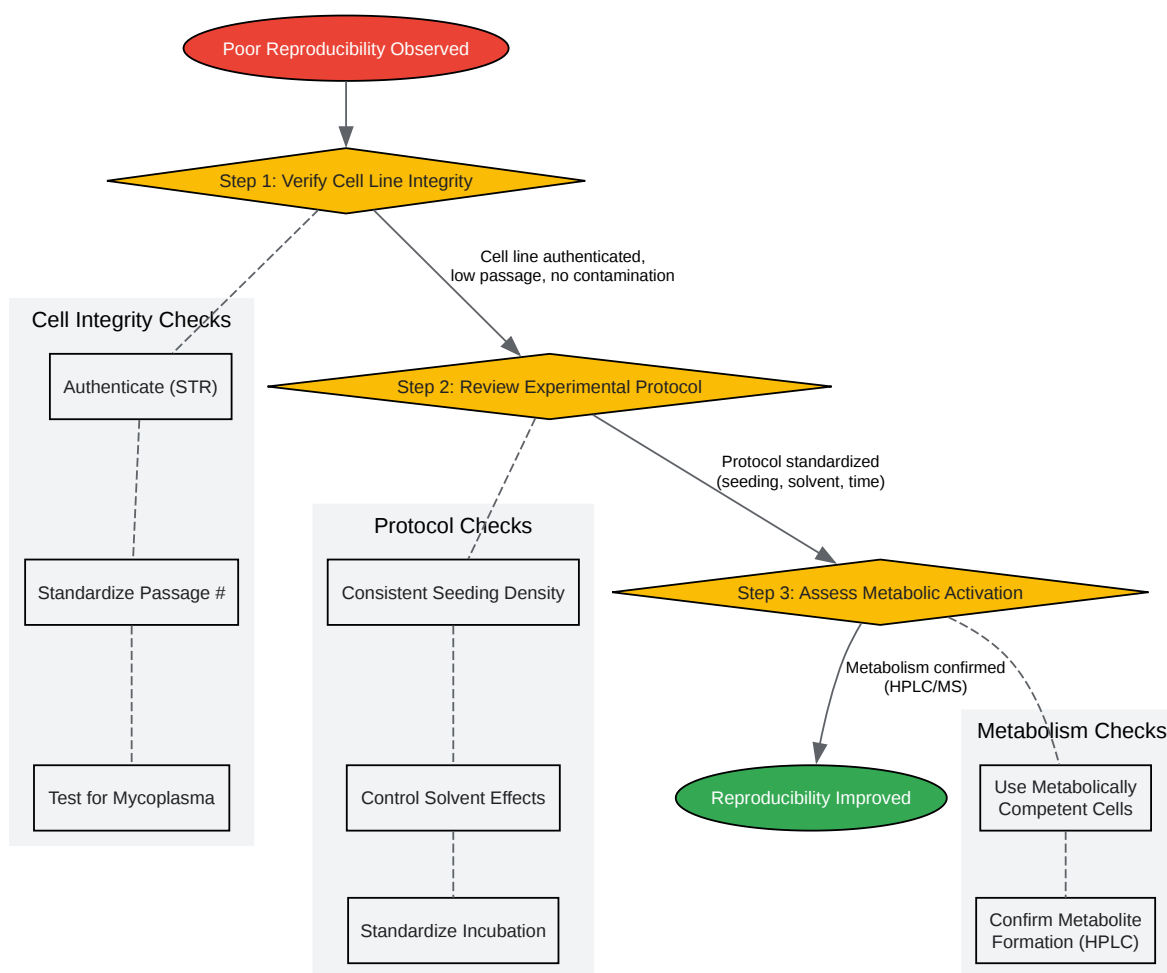 Poor Reproducibility Observed
Step 1: Verify Cell Line Integrity
Cell line authenticated,
low passage, no contamination
Cell Integrity Checks
Authenticate (STR)
Standardize Passage #
Test for Mycoplasma
Step 2: Review Experimental Protocol
Protocol standardized
(seeding, solvent, time)
Protocol Checks
Consistent Seeding Density
Control Solvent Effects
Standardize Incubation
Step 3: Assess Metabolic Activation
Metabolism confirmed
(HPLC/MS)
Reproducibility Improved
Metabolism Checks
Use Metabolically
Competent Cells
Confirm Metabolite
Formation (HPLC)